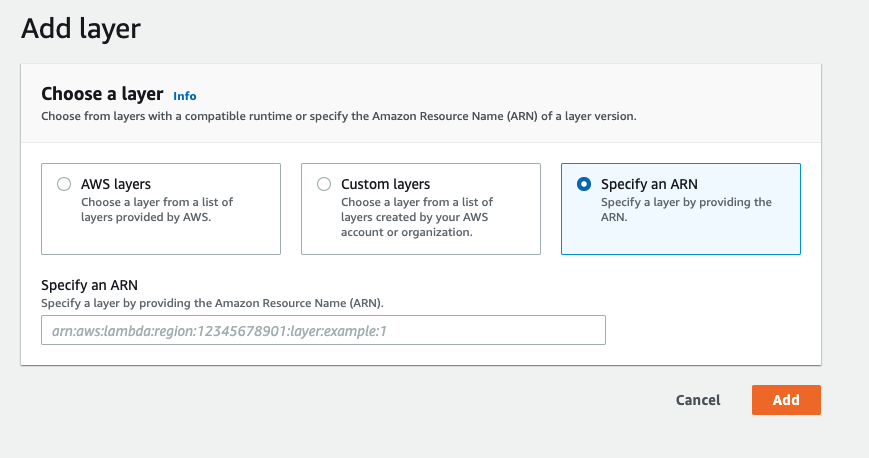 Add layer
Choose a layer Info
Choose from layers with a compatible runtime or specify the Amazon Resource Name (ARN) of a layer version.
AWS layers
Choose a layer from a list of
layers provided by AWS.
Custom layers
Choose a layer from a list of
layers created by your AWS
account or organization.
Specify an ARN
Specify a layer by providing the
ARN.
Specify an ARN
Specify a layer by providing the Amazon Resource Name (ARN).
arn:aws:lambda:region:12345678901:layer:example:1
Cancel
Add